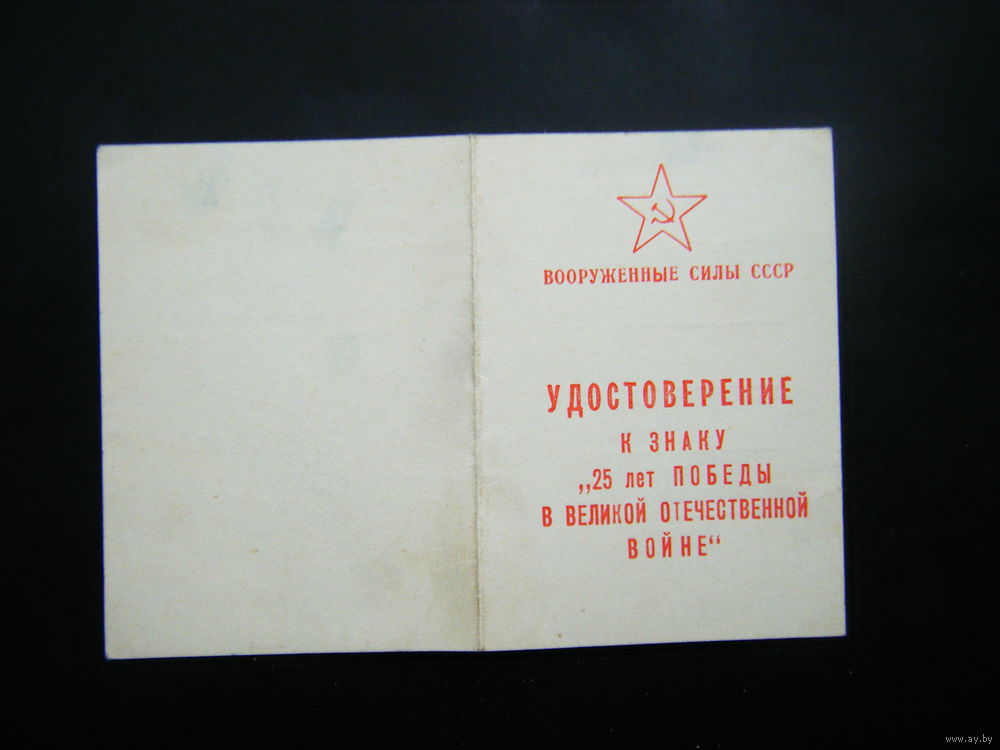 ВООРУЖЕННЫЕ СИЛЫ СССР
УДОСТОВЕРЕНИЕ
К ЗНАКУ
„25 лет ПОБЕДЫ
В ВЕЛИКОЙ ОТЕЧЕСТВЕННОЙ
ВОЙНЕ“
www.ay.by